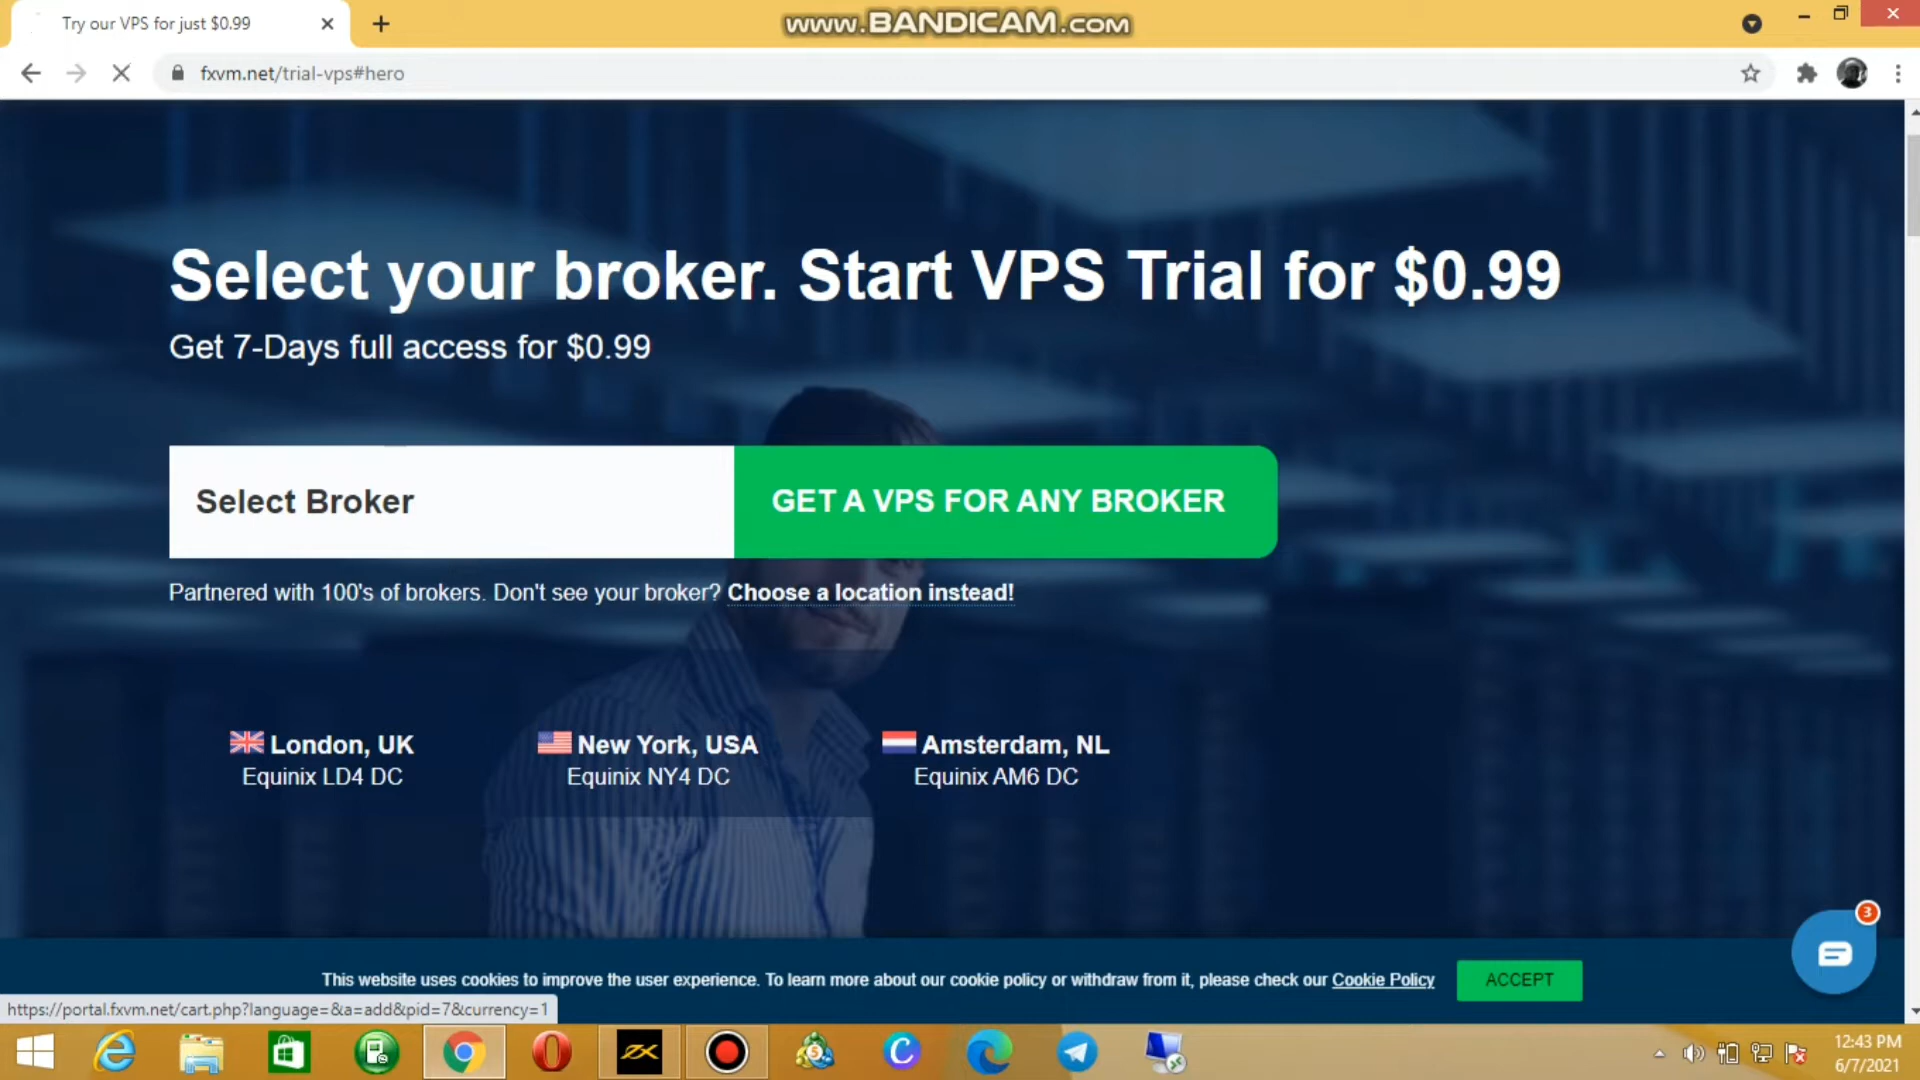 Try our VPS for just $0.99
www.BANDICAM.com
fxvm.net/trial-vps#hero
Select your broker. Start VPS Trial for $0.99
Get 7-Days full access for $0.99
Select Broker
GET A VPS FOR ANY BROKER
Partnered with 100's of brokers. Don't see your broker? Choose a location instead!
London, UK
Equinix LD4 DC
New York, USA
Equinix NY4 DC
Amsterdam, NL
Equinix AM6 DC
3
This website uses cookies to improve the user experience. To learn more about our cookie policy or withdraw from it, please check our Cookie Policy
ACCEPT
https://portal.fxvm.net/cart.php?language=&a=add&pid=7&currency=1
12:43 PM
6/7/2021